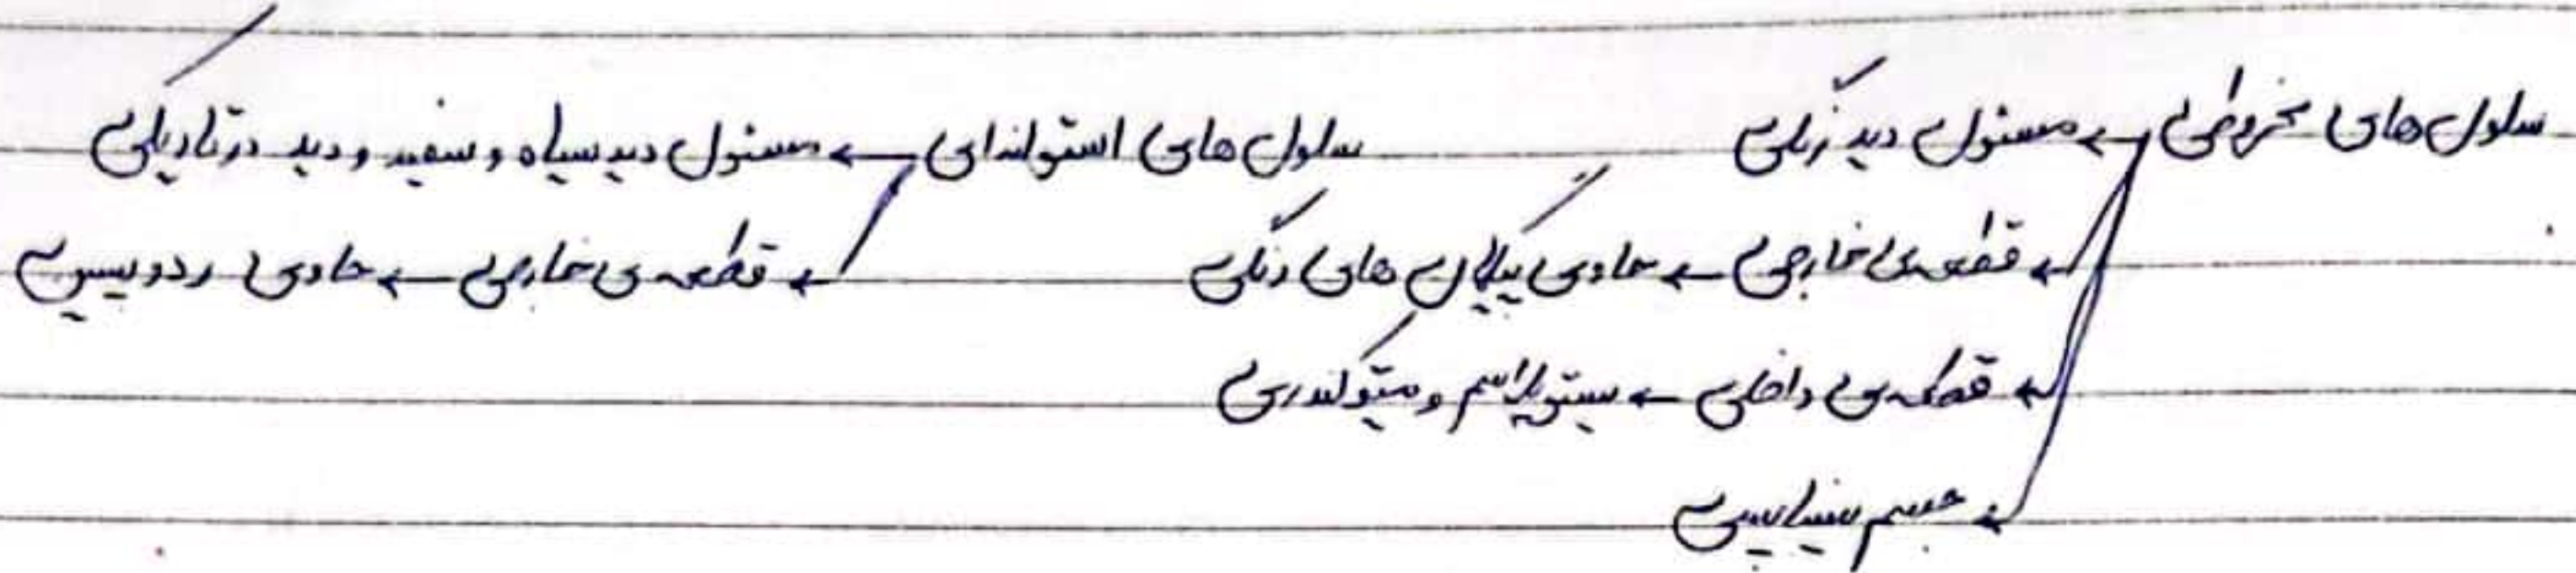 سلول های مخروطی ← مسئول دید رنگی
← قطعه ی خارجی ← حاوی پیگمان های رنگی
← قطعه ی داخلی ← سیتوپلاسم و میتوکندری
← جسم سیناپسی
سلول های استوانه ای ← مسئول دید سیاه و سفید و دید در تاریکی
← قطعه ی خارجی ← حاوی ردوپسین